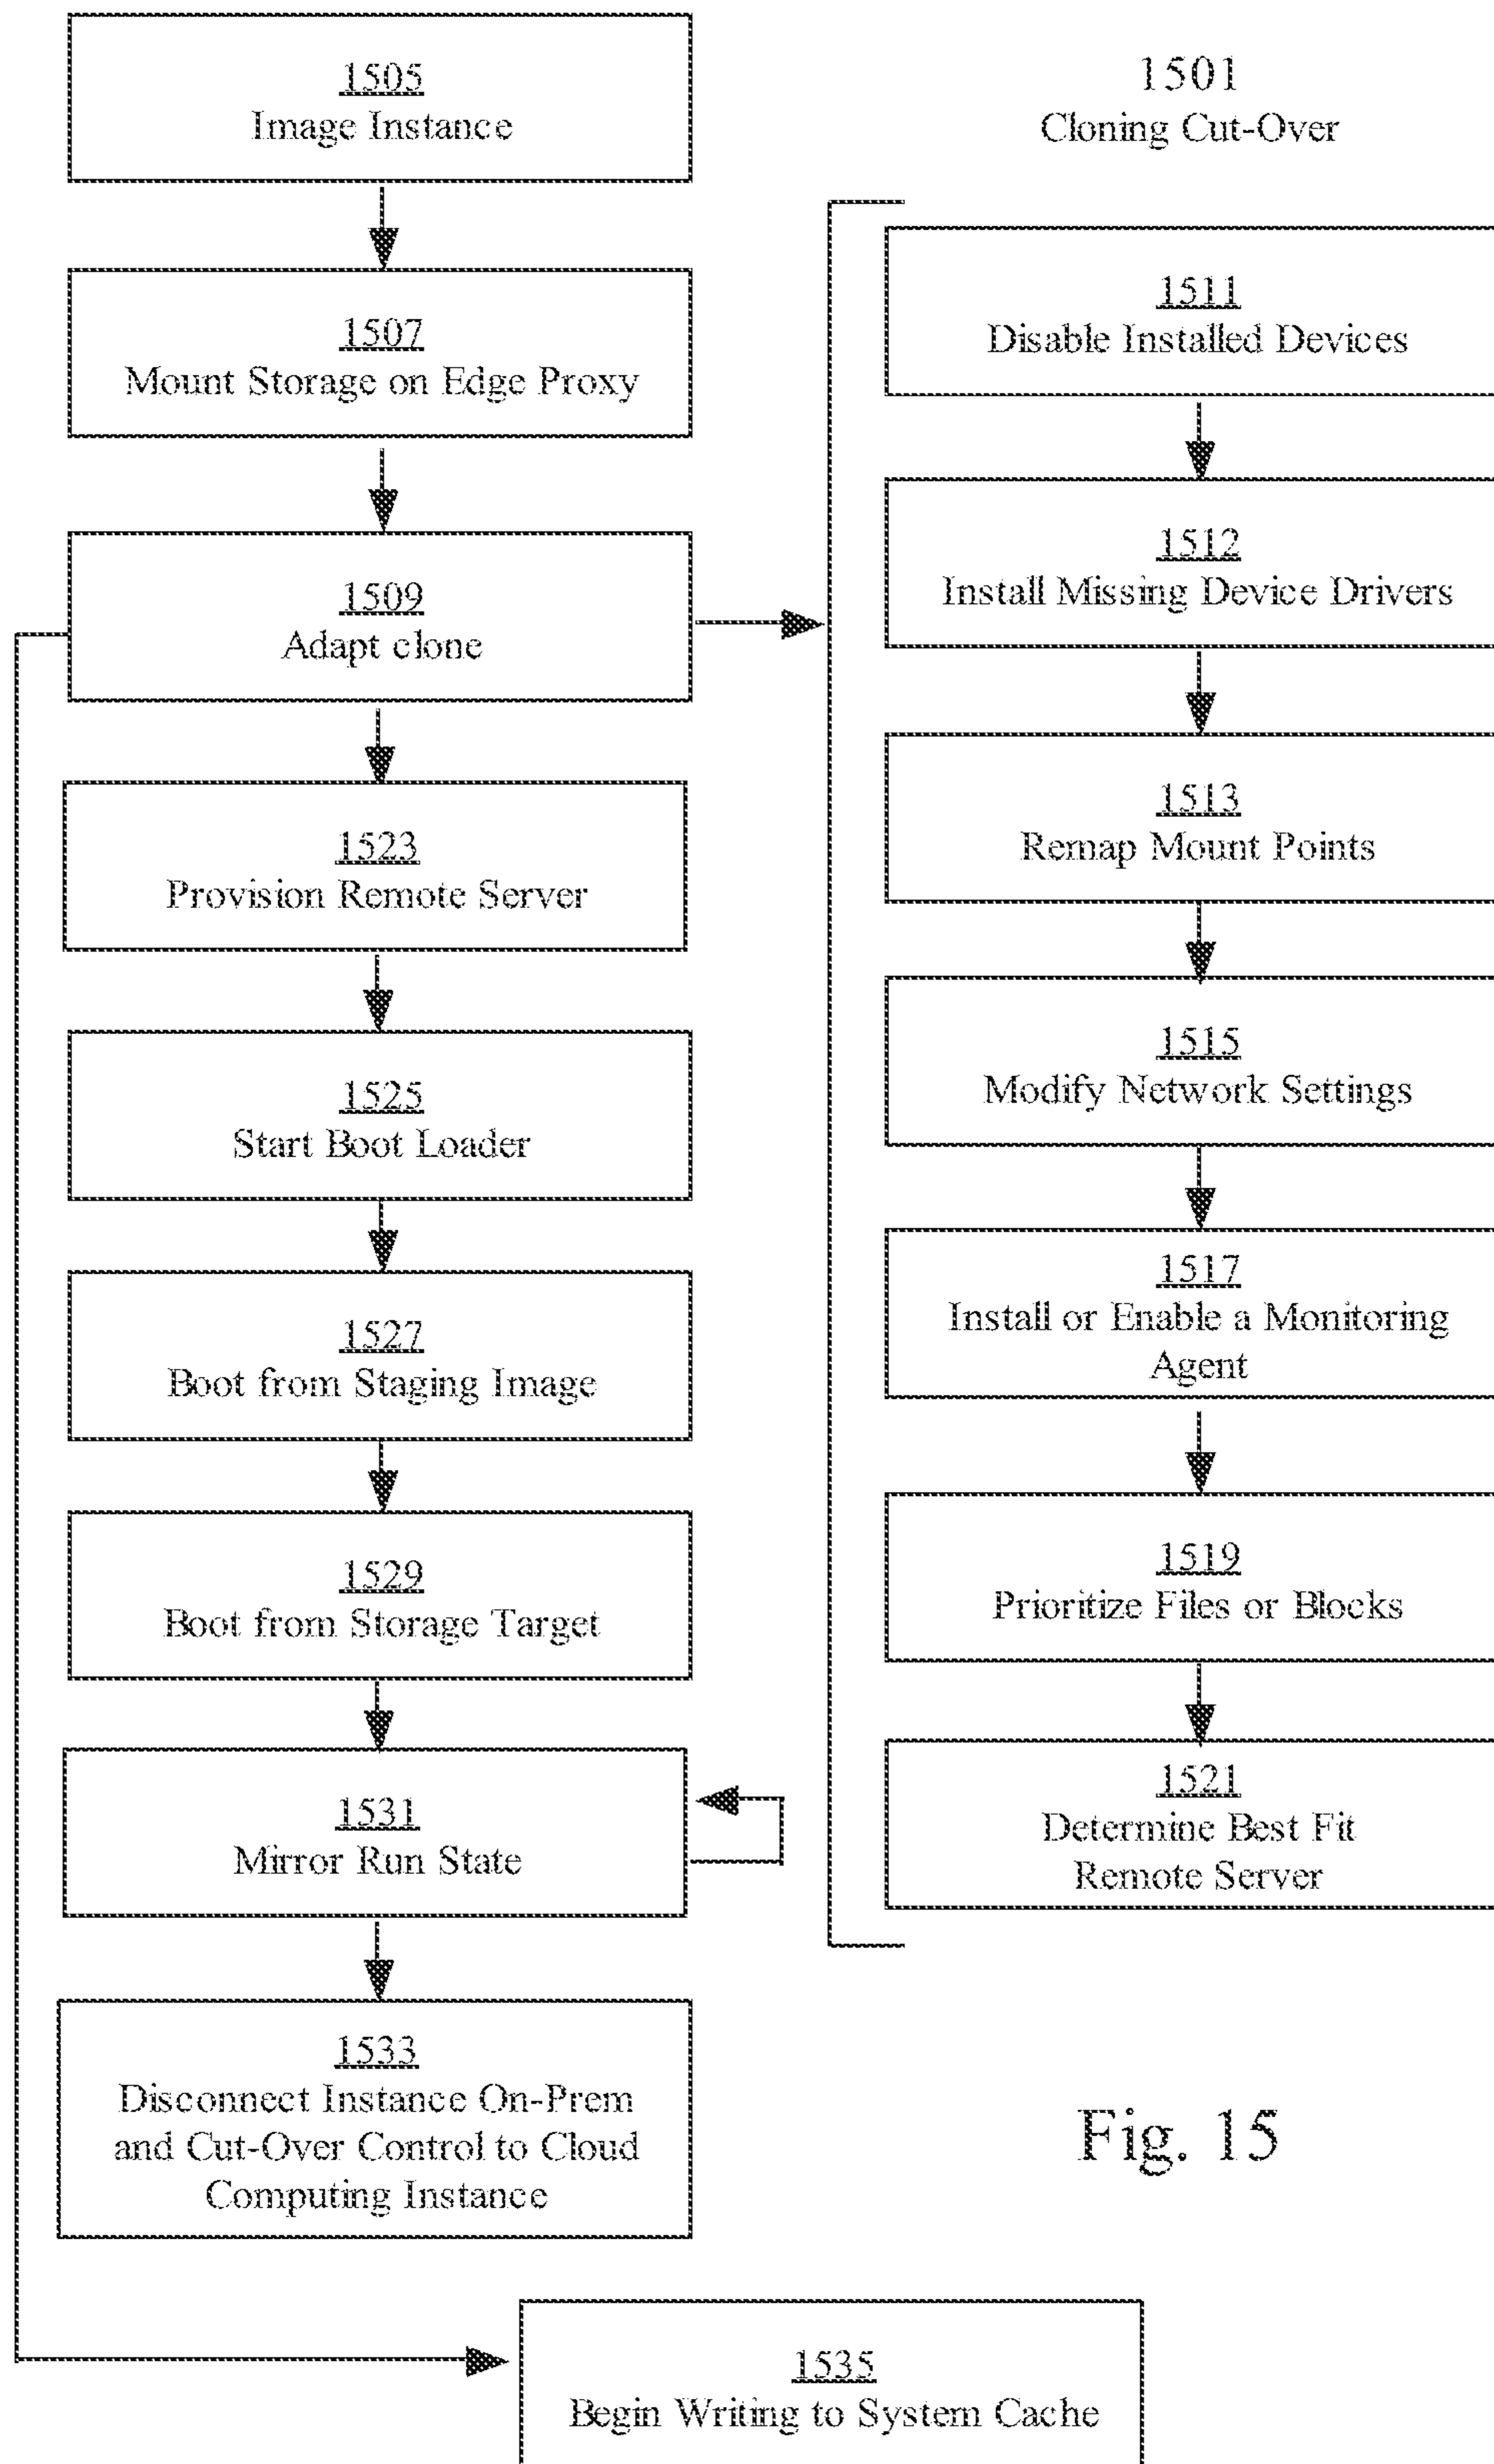 1505
Image Instance
1507
Mount Storage on Edge Proxy
1509
Adapt clone
1523
Provision Remote Server
1525
Start Boot Loader
1527
Boot from Staging Image
1529
Boot from Storage Target
1531
Mirror Run State
1533
Disconnect Instance On-Prem
and Cut-Over Control to Cloud
Computing Instance
1501
Cloning Cut-Over
1511
Disable Installed Devices
1512
Install Missing Device Drivers
1513
Remap Mount Points
1515
Modify Network Settings
1517
Install or Enable a Monitoring
Agent
1519
Prioritize Files or Blocks
1521
Determine Best Fit
Remote Server
Fig. 15
1535
Begin Writing to System Cache